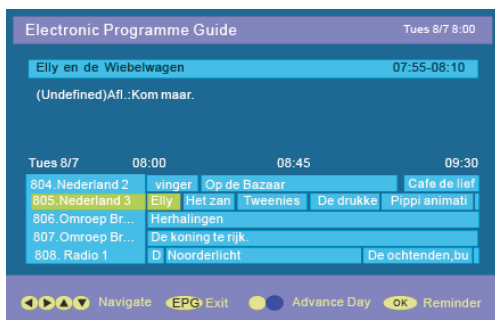 Electronic Programme Guide Tues 8/7 8:00
Elly en de Wiebelwagen 07:55-08:10
(Undefined)Afl.:Kom maar.
Tues 8/7 08:00 08:45 09:30
804.Nederland 2 vinger Op de Bazaar Cafe de lief
805.Nederland 3 Elly Het zan Tweenies De drukke Pippi animati
806.Omroep Br... Herhalingen
807.Omroep Br... De koning te rijk.
808. Radio 1 D Noorderlicht De ochtenden,bu
Navigate EPG Exit Advance Day OK Reminder